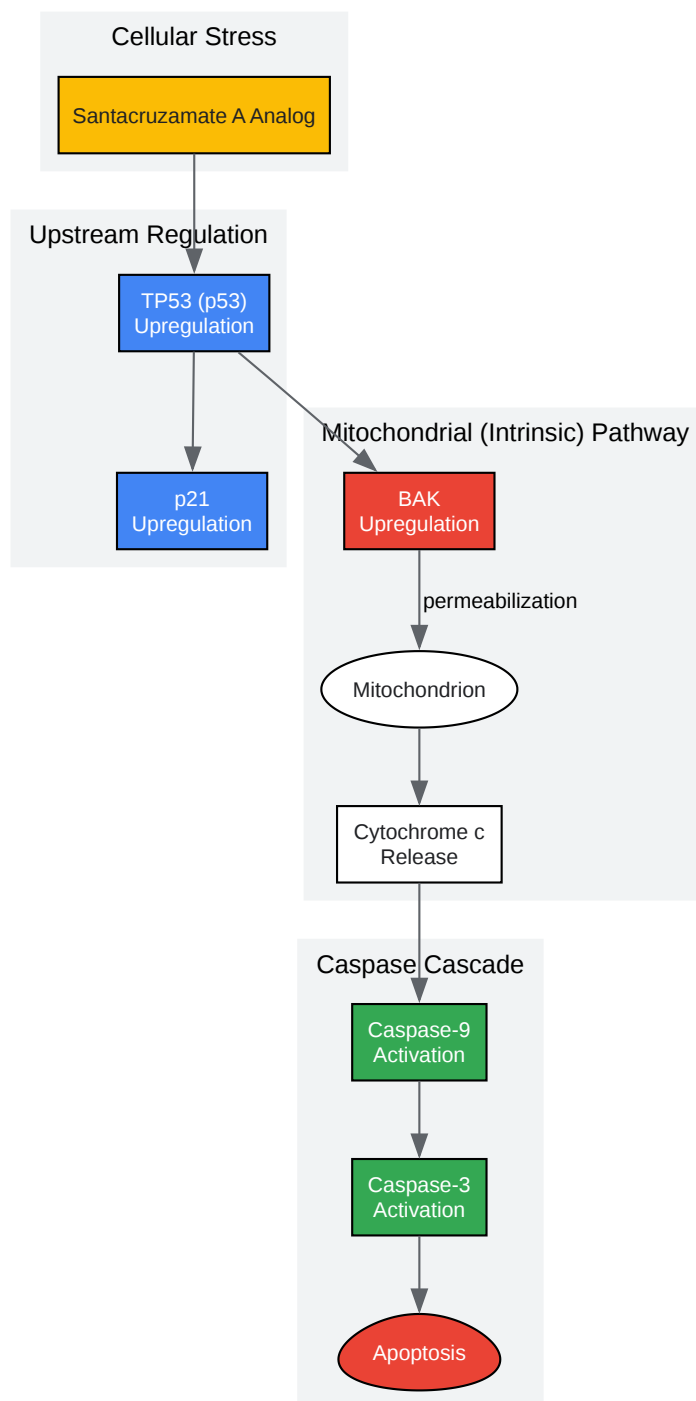 Cellular Stress
Santacruzamate A Analog
Upstream Regulation
TP53 (p53)
Upregulation
Mitochondrial (Intrinsic) Pathway
p21
Upregulation
BAK
Upregulation
permeabilization
Mitochondrion
Cytochrome c
Release
Caspase Cascade
Caspase-9
Activation
Caspase-3
Activation
Apoptosis